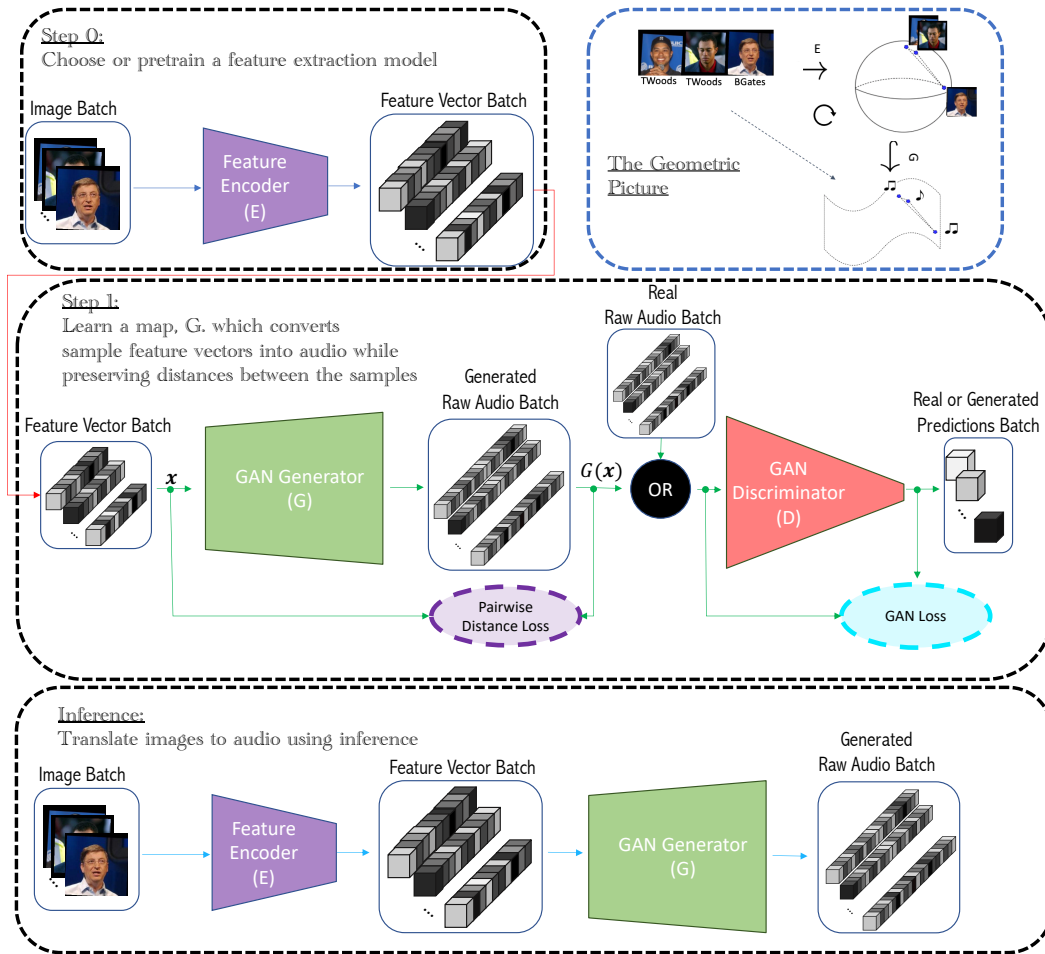 Step 0:
Choose or pretrain a feature extraction model
Image Batch
Feature Vector Batch
Feature
Encoder
(E)
...
...
TWoods
TWoods
BGates
E
G
The Geometric
Picture
Step 1:
Learn a map, G. which converts
sample feature vectors into audio while
preserving distances between the samples
Real
Raw Audio Batch
Generated
Raw Audio Batch
Real or Generated
Predictions Batch
Feature Vector Batch
x
GAN Generator
(G)
G(x)
OR
GAN
Discriminator
(D)
...
...
...
...
Pairwise
Distance Loss
GAN Loss
Inference:
Translate images to audio using inference
Image Batch
Feature Vector Batch
Generated
Raw Audio Batch
Feature
Encoder
(E)
GAN Generator
(G)
...
...
...